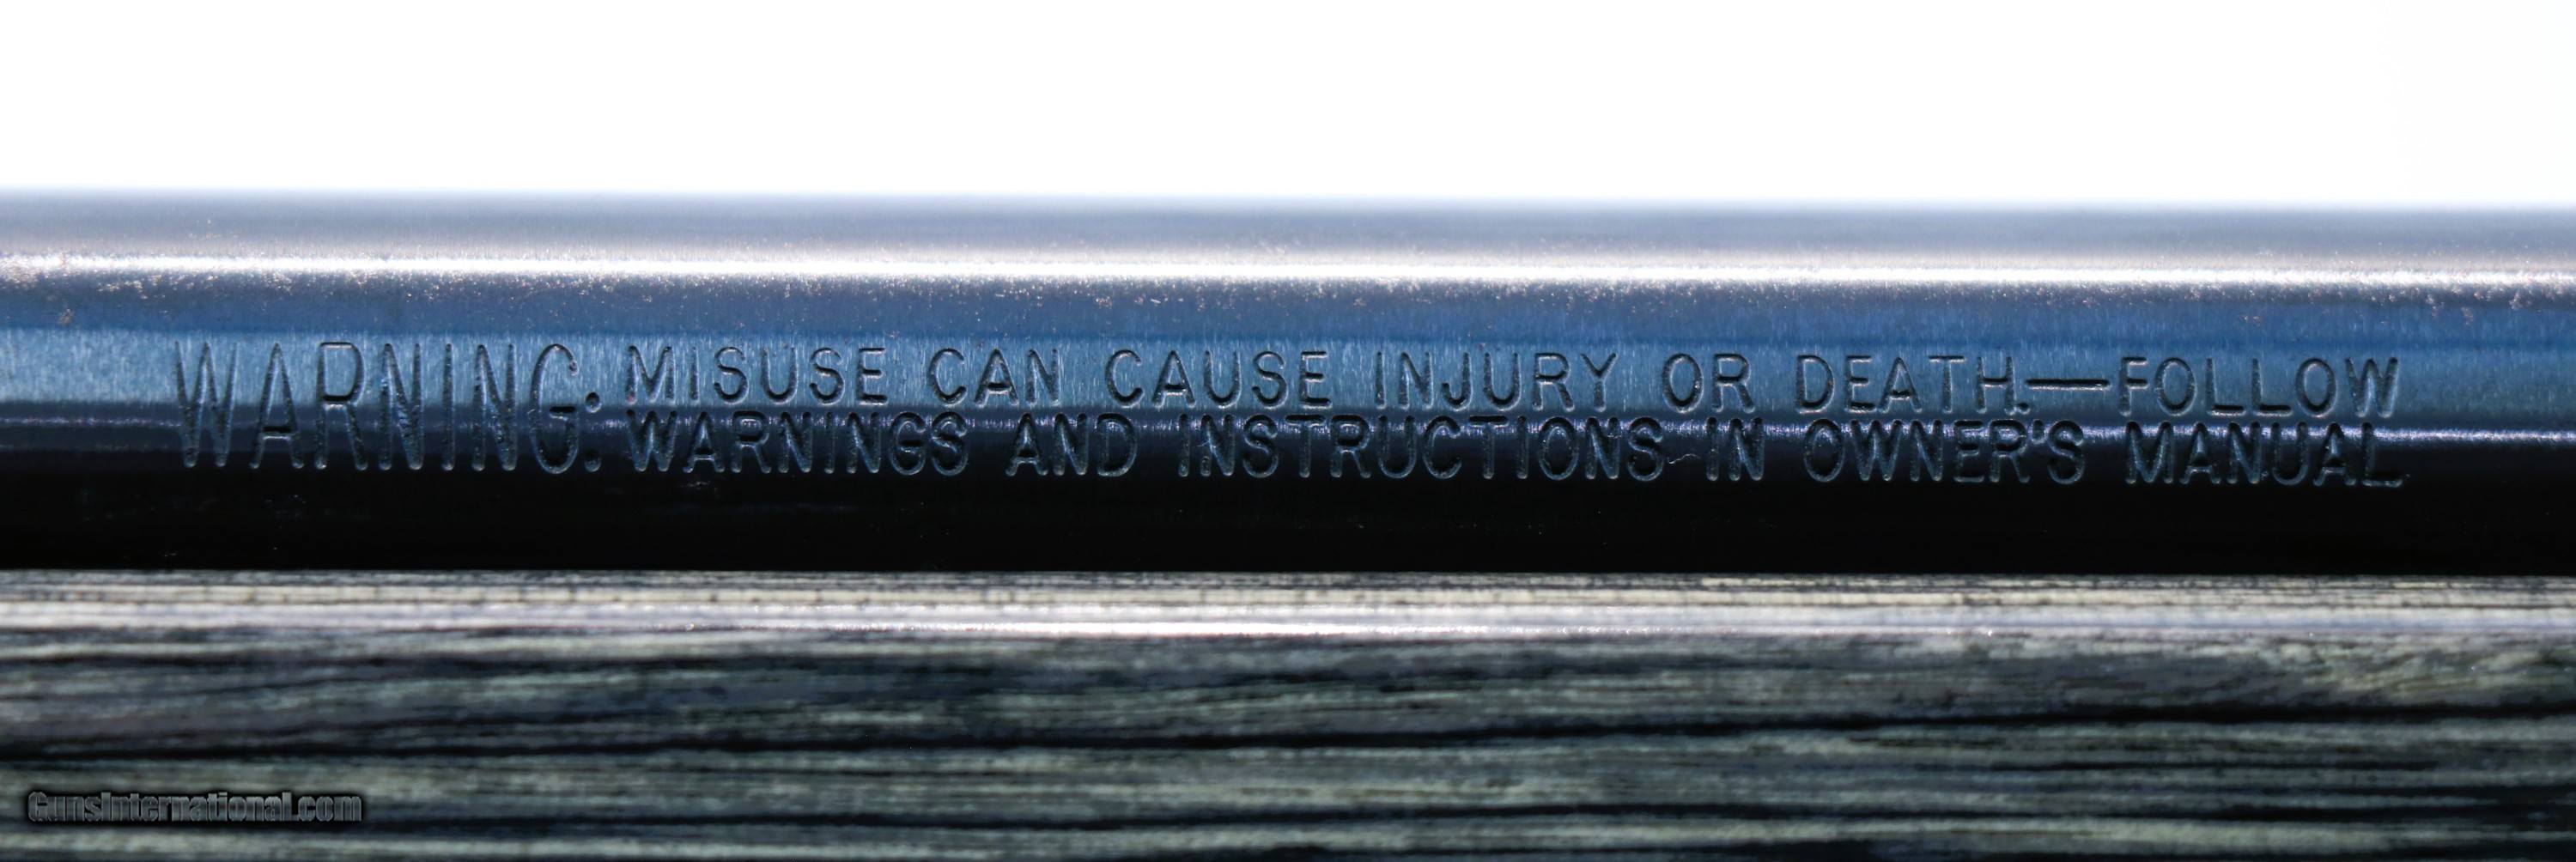 WARNING: MISUSE CAN CAUSE INJURY OR DEATH.—FOLLOW
WARNINGS AND INSTRUCTIONS IN OWNER'S MANUAL.
GunsInternational.com